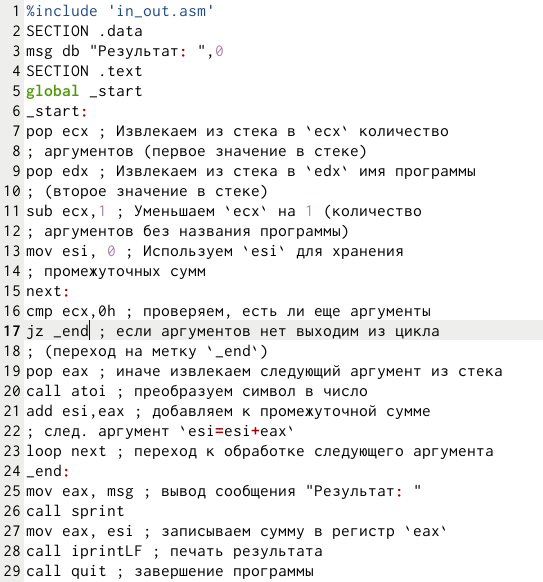 1 %include 'in_out.asm'
2 SECTION .data
3 msg db "Результат: ",0
4 SECTION .text
5 global _start
6 _start:
7 pop ecx ; Извлекаем из стека в `ecx` количество
8 ; аргументов (первое значение в стеке)
9 pop edx ; Извлекаем из стека в `edx` имя программы
10 ; (второе значение в стеке)
11 sub ecx,1 ; Уменьшаем `ecx` на 1 (количество
12 ; аргументов без названия программы)
13 mov esi, 0 ; Используем `esi` для хранения
14 ; промежуточных сумм
15 next:
16 cmp ecx,0h ; проверяем, есть ли еще аргументы
17 jz _end ; если аргументов нет выходим из цикла
18 ; (переход на метку `_end`)
19 pop eax ; иначе извлекаем следующий аргумент из стека
20 call atoi ; преобразуем символ в число
21 add esi,eax ; добавляем к промежуточной сумме
22 ; след. аргумент `esi=esi+eax`
23 loop next ; переход к обработке следующего аргумента
24 _end:
25 mov eax, msg ; вывод сообщения "Результат: "
26 call sprint
27 mov eax, esi ; записываем сумму в регистр `eax`
28 call iprintLF ; печать результата
29 call quit ; завершение программы